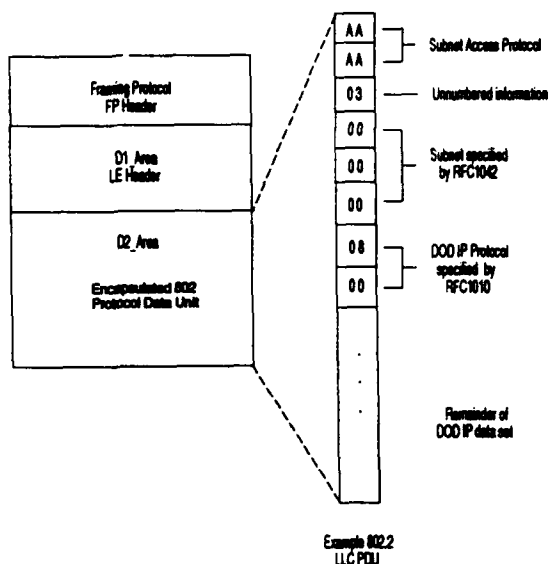 Framing Protocol
FP Header
D1_Area
LE Header
D2_Area
Encapsulated 802
Protocol Data Unit
AA
AA
03
00
00
00
08
00
Subnet Access Protocol
Unnumbered information
Subnet specified
by RFC1042
DOD IP Protocol
specified by
RFC1010
Remainder of
DOD IP data set
Example 802.2
LLC PDU